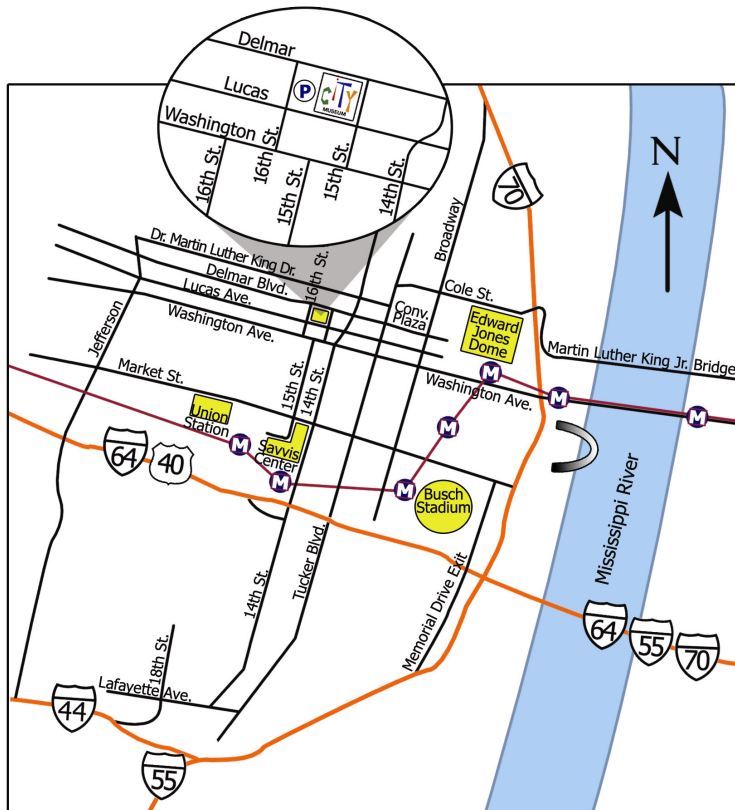 Delmar
Lucas
P
CiTY
MUSEUM
Washington
16th St.
16th St.
15th St.
15th St.
14th St.
Broadway
70
N
Dr. Martin Luther King Dr.
Delmar Blvd.
16th St.
Lucas Ave.
Washington Ave.
Conv.
Plaza
Cole St.
Edward
Jones
Dome
Martin Luther King Jr. Bridge
Jefferson
Market St.
15th St.
14th St.
Washington Ave.
M
M
M
M
M
M
M
Union
Station
Savvis
Center
64
40
Busch
Stadium
Mississippi River
Tucker Blvd.
14th St.
Memorial Drive Exit
18th St.
Lafayette Ave.
64
55
70
44
55